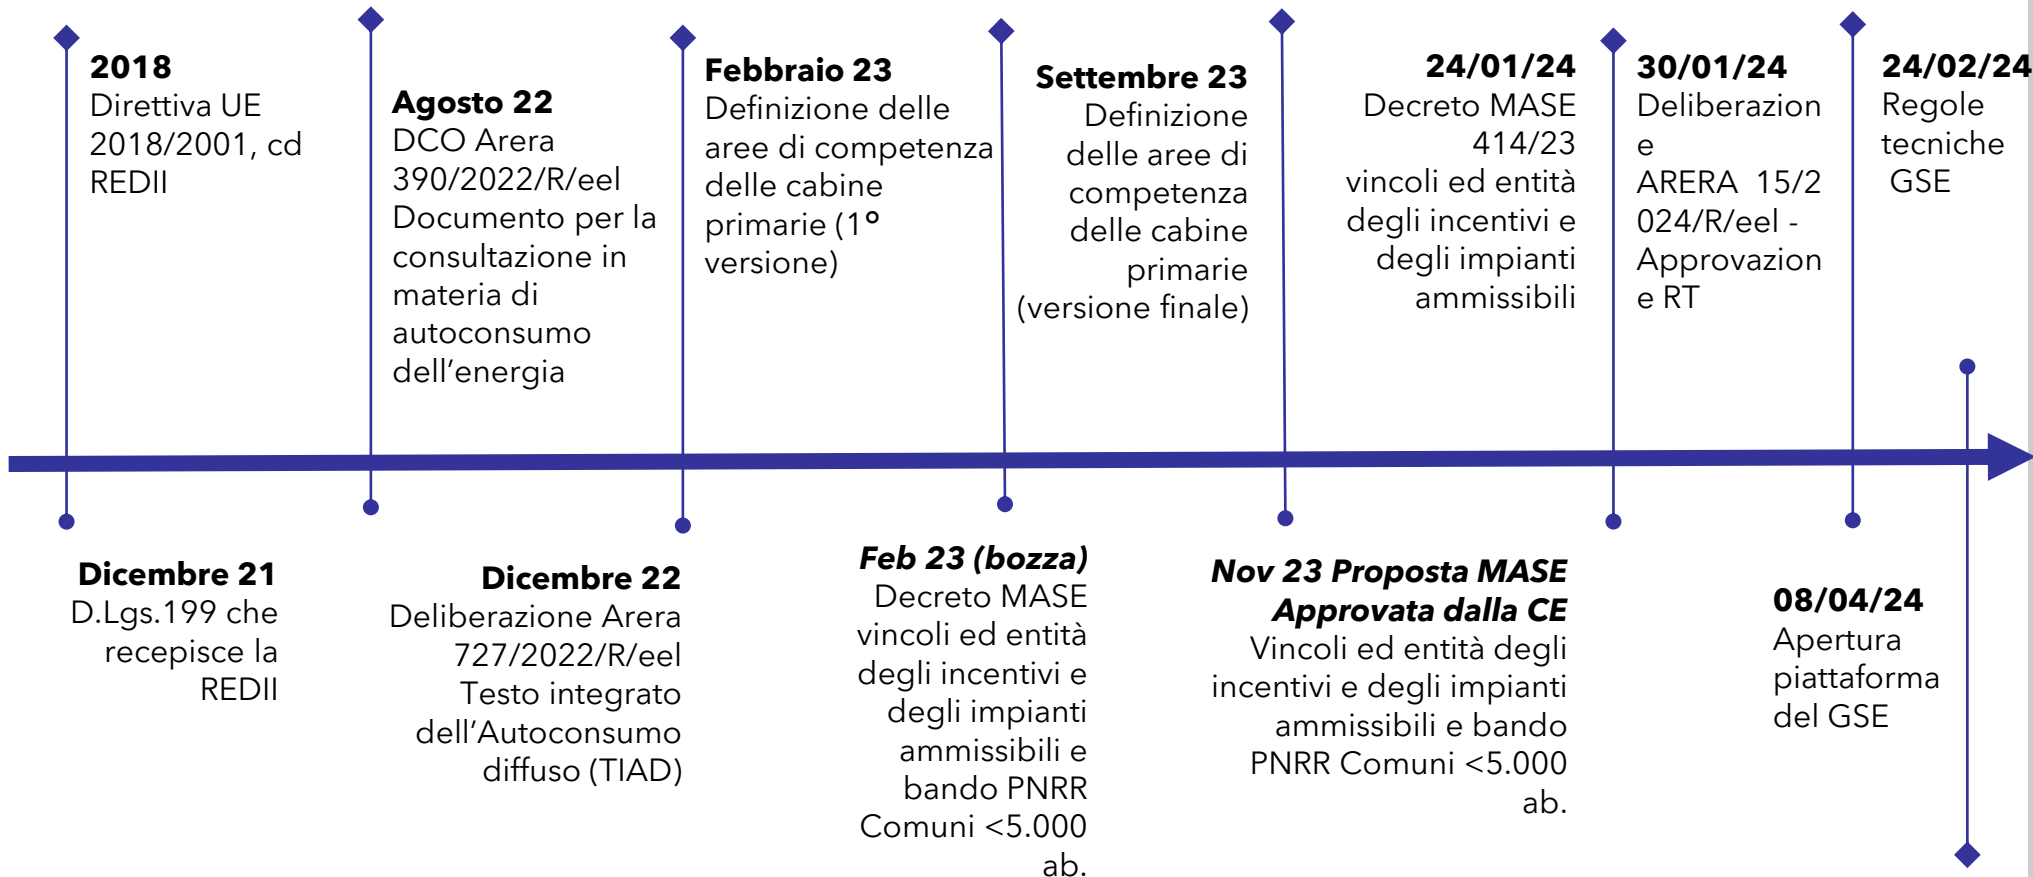 2018
Direttiva UE
2018/2001, cd
REDII
Agosto 22
DCO Arera
390/2022/R/eel
Documento per la
consultazione in
materia di
autoconsumo
dell’energia
Febbraio 23
Definizione delle
aree di competenza
delle cabine
primarie (1°
versione)
Settembre 23
Definizione
delle aree di
competenza
delle cabine
primarie
(versione finale)
24/01/24
Decreto MASE
414/23
vincoli ed entità
degli incentivi e
degli impianti
ammissibili
30/01/24
Deliberazion
e
ARERA 15/2
024/R/eel -
Approvazion
e RT
24/02/24
Regole
tecniche
GSE
Dicembre 21
D.Lgs.199 che
recepisce la
REDII
Dicembre 22
Deliberazione Arera
727/2022/R/eel
Testo integrato
dell’Autoconsumo
diffuso (TIAD)
Feb 23 (bozza)
Decreto MASE
vincoli ed entità
degli incentivi e
degli impianti
ammissibili e
bando PNRR
Comuni <5.000
ab.
Nov 23 Proposta MASE
Approvata dalla CE
Vincoli ed entità degli
incentivi e degli impianti
ammissibili e bando
PNRR Comuni <5.000
ab.
08/04/24
Apertura
piattaforma
del GSE